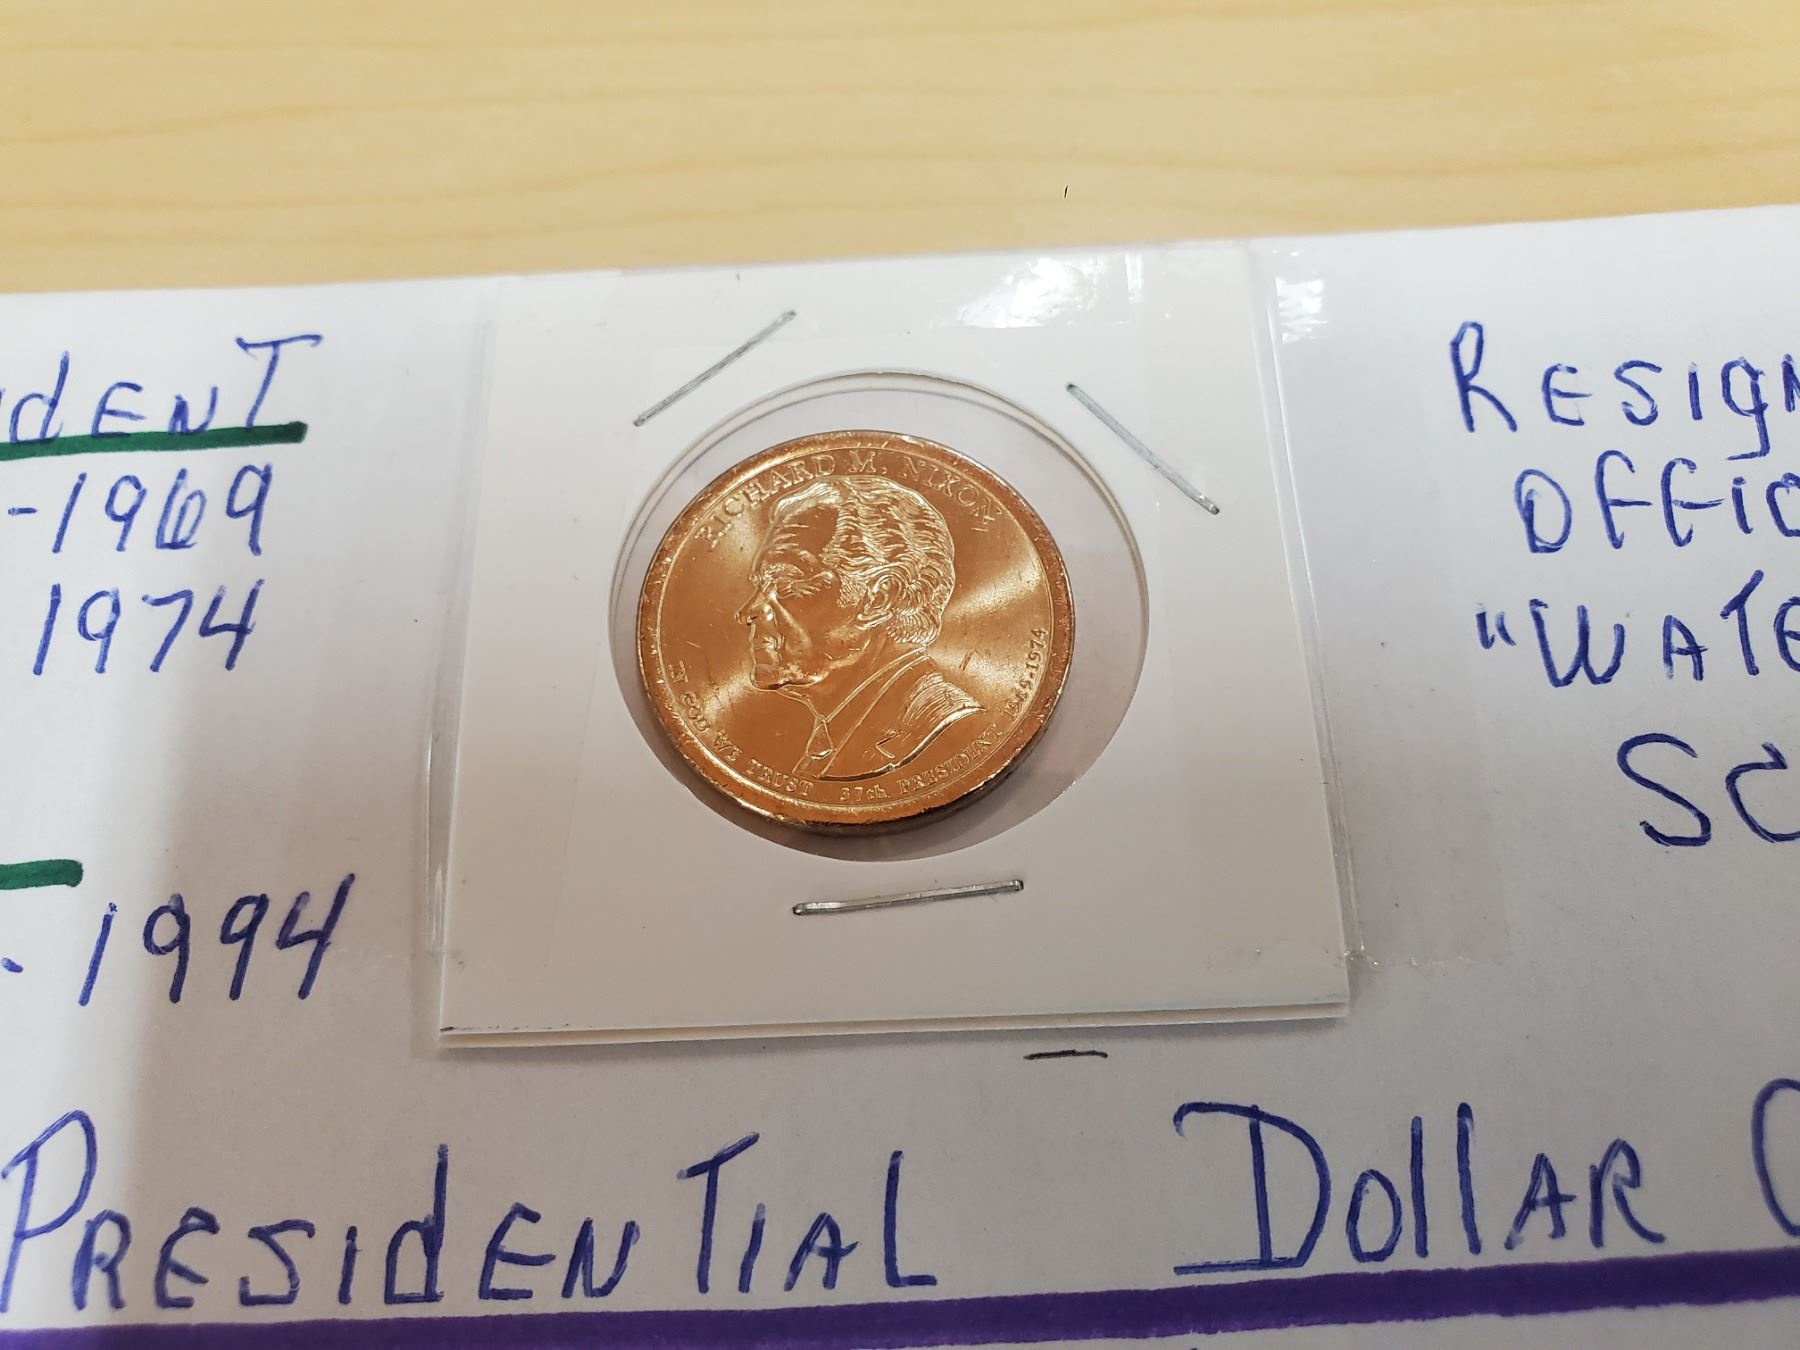 idENT
-1969
1974
- 1994
RICHARD M. NIXON
IN GOD WE TRUST 37th PRESIDENT 1969-1974
RESIGN
OFFIC
"WATE
SC
PRESIdENTIAL DOllAR C